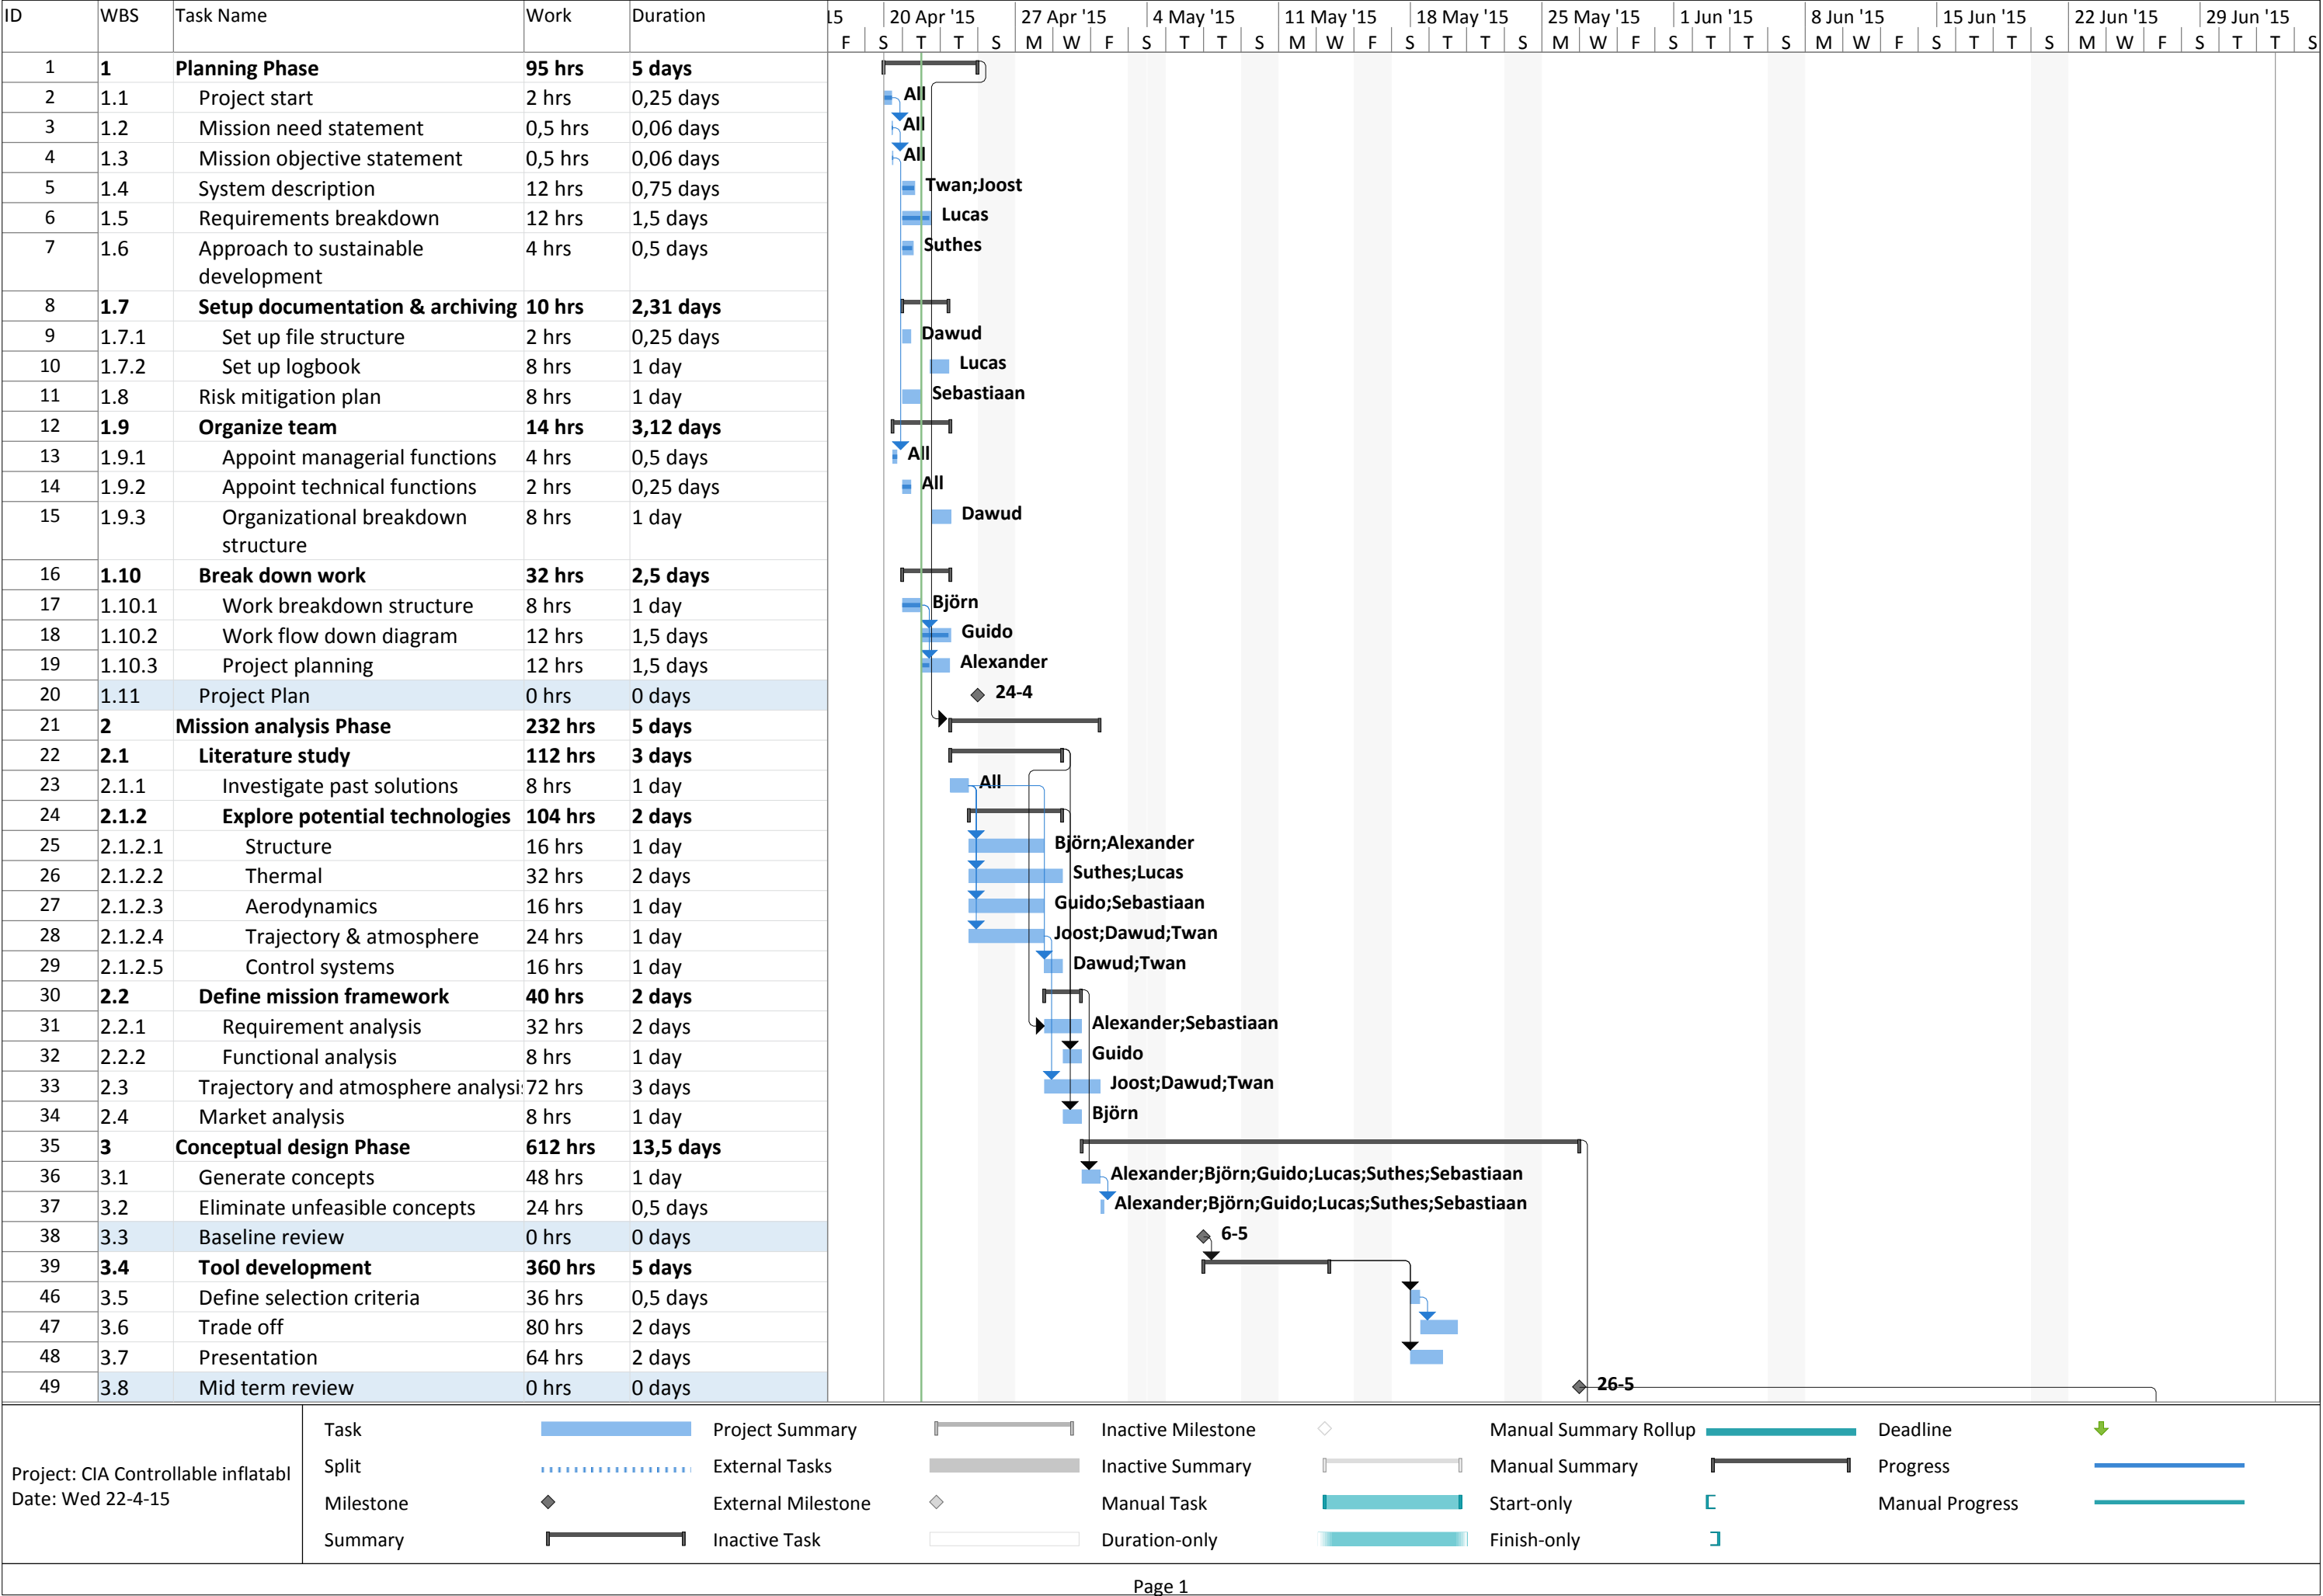 ID WBS Task Name Work Duration 15 20 Apr '15 27 Apr '15 4 May '15 11 May '15 18 May '15 25 May '15 1 Jun '15 8 Jun '15 15 Jun '15 22 Jun '15 29 Jun '15
F S T T S M W F S T T S M W F S T T S M W F S T T S M W F S T T S M W F S T T S
1 1 Planning Phase 95 hrs 5 days
2 1.1 Project start 2 hrs 0,25 days All
3 1.2 Mission need statement 0,5 hrs 0,06 days All
4 1.3 Mission objective statement 0,5 hrs 0,06 days All
5 1.4 System description 12 hrs 0,75 days Twan;Joost
6 1.5 Requirements breakdown 12 hrs 1,5 days Lucas
7 1.6 Approach to sustainable 4 hrs 0,5 days Suthes
development
8 1.7 Setup documentation & archiving 10 hrs 2,31 days
9 1.7.1 Set up file structure 2 hrs 0,25 days Dawud
10 1.7.2 Set up logbook 8 hrs 1 day Lucas
11 1.8 Risk mitigation plan 8 hrs 1 day Sebastiaan
12 1.9 Organize team 14 hrs 3,12 days
13 1.9.1 Appoint managerial functions 4 hrs 0,5 days All
14 1.9.2 Appoint technical functions 2 hrs 0,25 days All
15 1.9.3 Organizational breakdown 8 hrs 1 day Dawud
structure
16 1.10 Break down work 32 hrs 2,5 days
17 1.10.1 Work breakdown structure 8 hrs 1 day Björn
18 1.10.2 Work flow down diagram 12 hrs 1,5 days Guido
19 1.10.3 Project planning 12 hrs 1,5 days Alexander
20 1.11 Project Plan 0 hrs 0 days 24-4
21 2 Mission analysis Phase 232 hrs 5 days
22 2.1 Literature study 112 hrs 3 days
23 2.1.1 Investigate past solutions 8 hrs 1 day All
24 2.1.2 Explore potential technologies 104 hrs 2 days
25 2.1.2.1 Structure 16 hrs 1 day Björn;Alexander
26 2.1.2.2 Thermal 32 hrs 2 days Suthes;Lucas
27 2.1.2.3 Aerodynamics 16 hrs 1 day Guido;Sebastiaan
28 2.1.2.4 Trajectory & atmosphere 24 hrs 1 day Joost;Dawud;Twan
29 2.1.2.5 Control systems 16 hrs 1 day Dawud;Twan
30 2.2 Define mission framework 40 hrs 2 days
31 2.2.1 Requirement analysis 32 hrs 2 days Alexander;Sebastiaan
32 2.2.2 Functional analysis 8 hrs 1 day Guido
33 2.3 Trajectory and atmosphere analysis 72 hrs 3 days Joost;Dawud;Twan
34 2.4 Market analysis 8 hrs 1 day Björn
35 3 Conceptual design Phase 612 hrs 13,5 days
36 3.1 Generate concepts 48 hrs 1 day Alexander;Björn;Guido;Lucas;Suthes;Sebastiaan
37 3.2 Eliminate unfeasible concepts 24 hrs 0,5 days Alexander;Björn;Guido;Lucas;Suthes;Sebastiaan
38 3.3 Baseline review 0 hrs 0 days 6-5
39 3.4 Tool development 360 hrs 5 days
46 3.5 Define selection criteria 36 hrs 0,5 days
47 3.6 Trade off 80 hrs 2 days
48 3.7 Presentation 64 hrs 2 days
49 3.8 Mid term review 0 hrs 0 days 26-5
Project: CIA Controllable inflatabl
Date: Wed 22-4-15
Task Project Summary Inactive Milestone Manual Summary Rollup Deadline
Split External Tasks Inactive Summary Manual Summary Progress
Milestone External Milestone Manual Task Start-only Manual Progress
Summary Inactive Task Duration-only Finish-only
Page 1